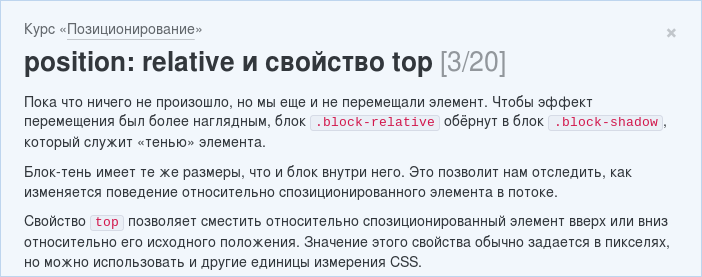 Курс «Позиционирование»
×
position: relative и свойство top [3/20]
Пока что ничего не произошло, но мы еще и не перемещали элемент. Чтобы эффект
перемещения был более наглядным, блок .block-relative обёрнут в блок .block-shadow,
который служит «тенью» элемента.
Блок-тень имеет те же размеры, что и блок внутри него. Это позволит нам отследить, как
изменяется поведение относительно спозиционированного элемента в потоке.
Свойство top позволяет сместить относительно спозиционированный элемент вверх или вниз
относительно его исходного положения. Значение этого свойства обычно задается в пикселях,
но можно использовать и другие единицы измерения CSS.